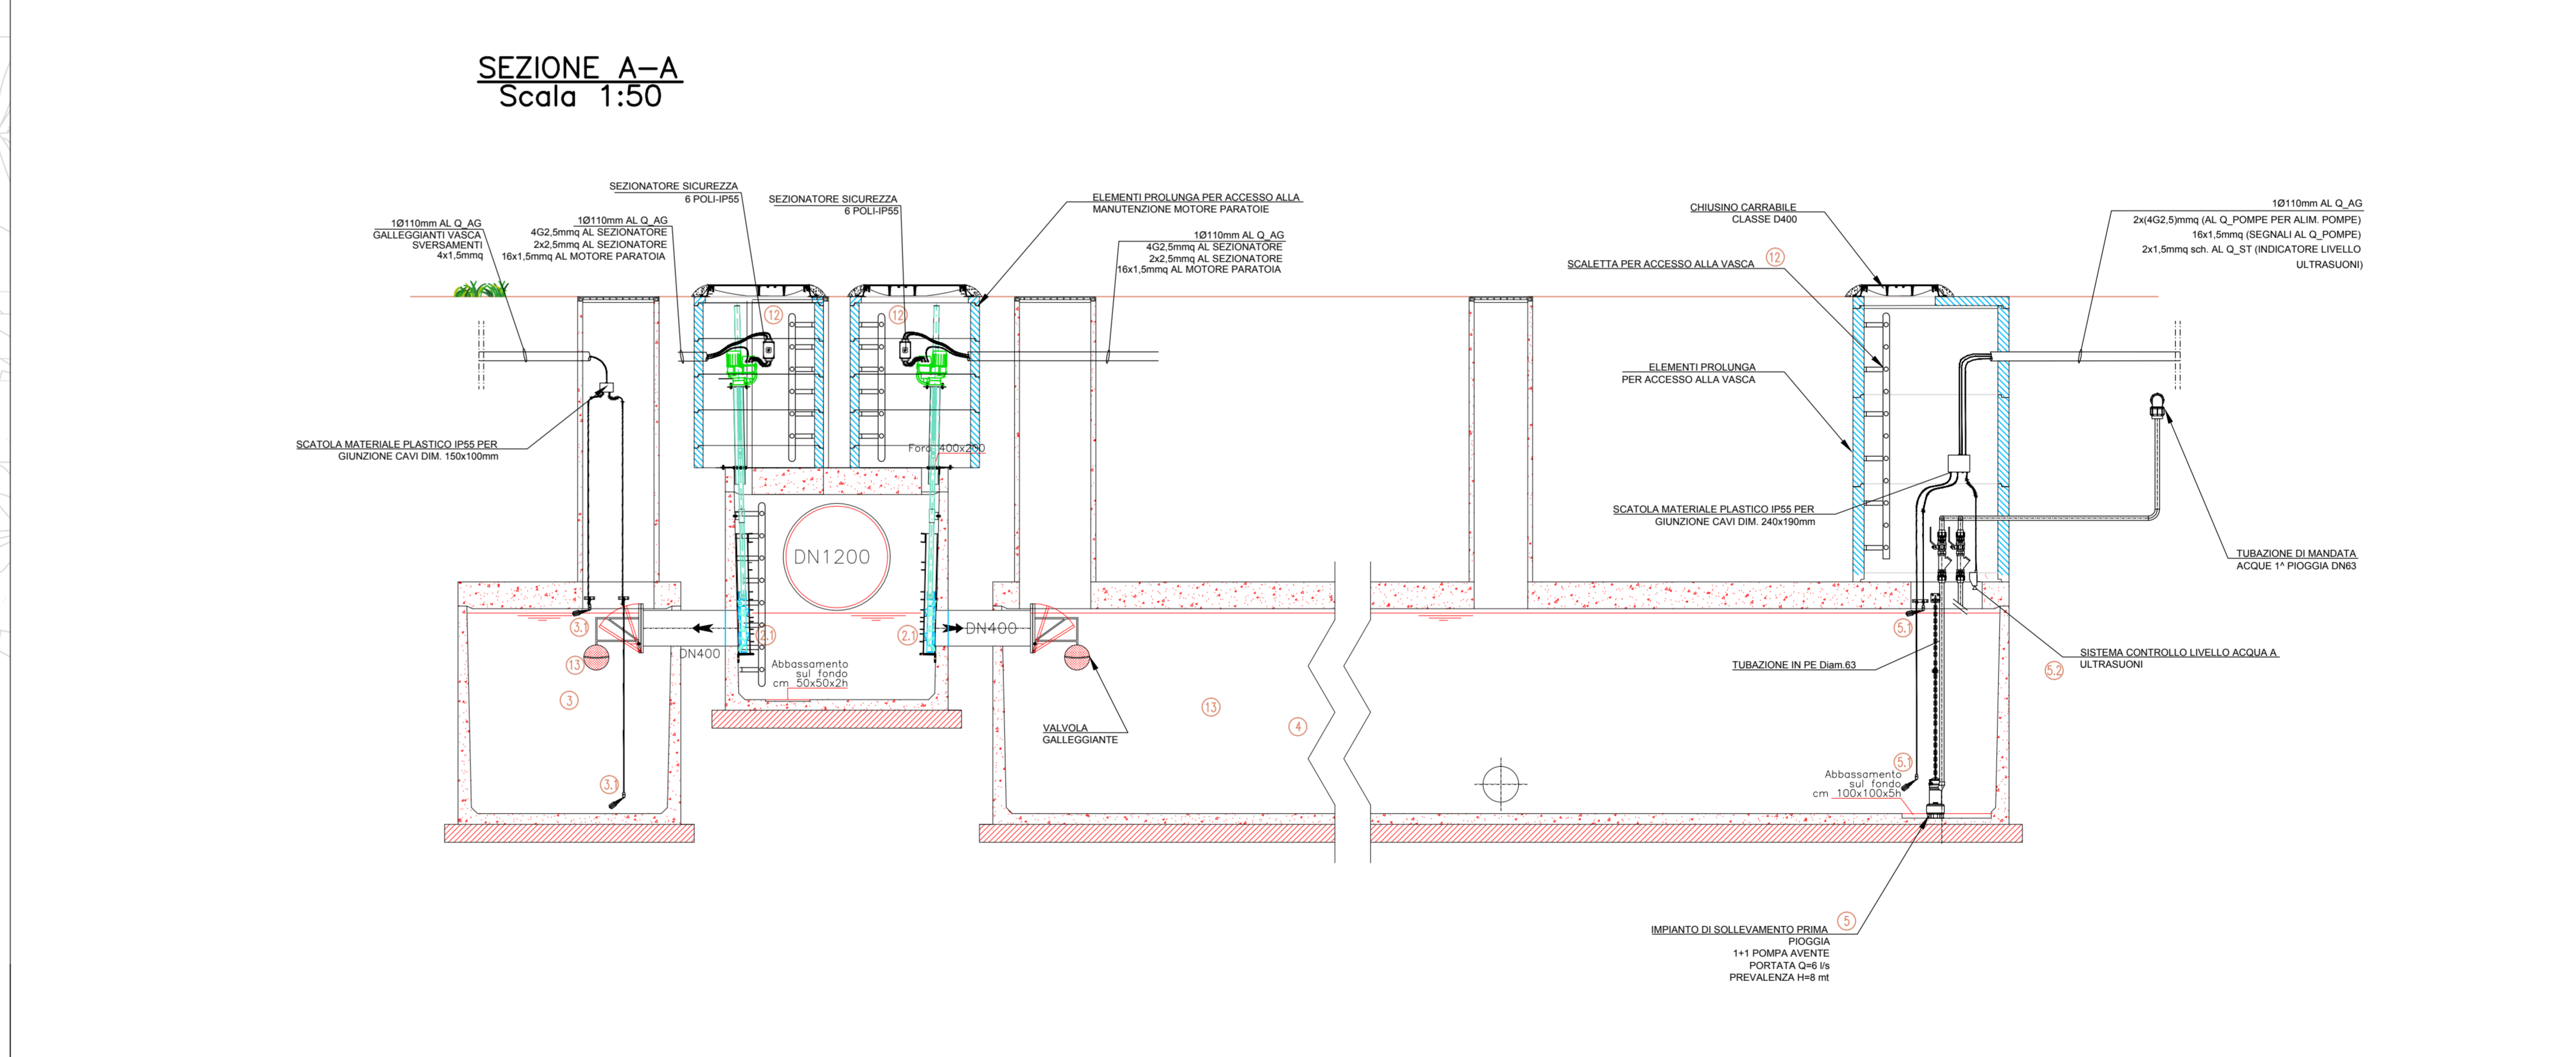 SEZIONE A-A
Scala 1:50
1Ø110mm AL Q_AG
GALLEGGIANTI VASCA
SVERSAMENTI
4x1,5mmq
1Ø110mm AL Q_AG
4G2,5mmq AL SEZIONATORE
2x2,5mmq AL SEZIONATORE
16x1,5mmq AL MOTORE PARATOIA
SEZIONATORE SICUREZZA
6 POLI-IP55
SEZIONATORE SICUREZZA
6 POLI-IP55
ELEMENTI PROLUNGA PER ACCESSO ALLA
MANUTENZIONE MOTORE PARATOIE
1Ø110mm AL Q_AG
4G2,5mmq AL SEZIONATORE
2x2,5mmq AL SEZIONATORE
16x1,5mmq AL MOTORE PARATOIA
CHIUSINO CARRABILE
CLASSE D400
SCALETTA PER ACCESSO ALLA VASCA
12
1Ø110mm AL Q_AG
2x(4G2,5)mmq (AL Q_POMPE PER ALIM. POMPE)
16x1,5mmq (SEGNALI AL Q_POMPE)
2x1,5mmq sch. AL Q_ST (INDICATORE LIVELLO
ULTRASUONI)
12
12
ELEMENTI PROLUNGA
PER ACCESSO ALLA VASCA
SCATOLA MATERIALE PLASTICO IP55 PER
GIUNZIONE CAVI DIM. 150x100mm
Foro 400x200
SCATOLA MATERIALE PLASTICO IP55 PER
GIUNZIONE CAVI DIM. 240x190mm
DN1200
TUBAZIONE DI MANDATA
ACQUE 1^ PIOGGIA DN63
3.1
2.1
2.1
DN400
DN400
5.1
13
3
Abbassamento
sul fondo
cm 50x50x2h
TUBAZIONE IN PE Diam.63
SISTEMA CONTROLLO LIVELLO ACQUA A
ULTRASUONI
5.2
13
4
VALVOLA
GALLEGGIANTE
3.1
5.1
Abbassamento
sul fondo
cm 100x100x5h
5
IMPIANTO DI SOLLEVAMENTO PRIMA
PIOGGIA
1+1 POMPA AVENTE
PORTATA Q=6 l/s
PREVALENZA H=8 mt